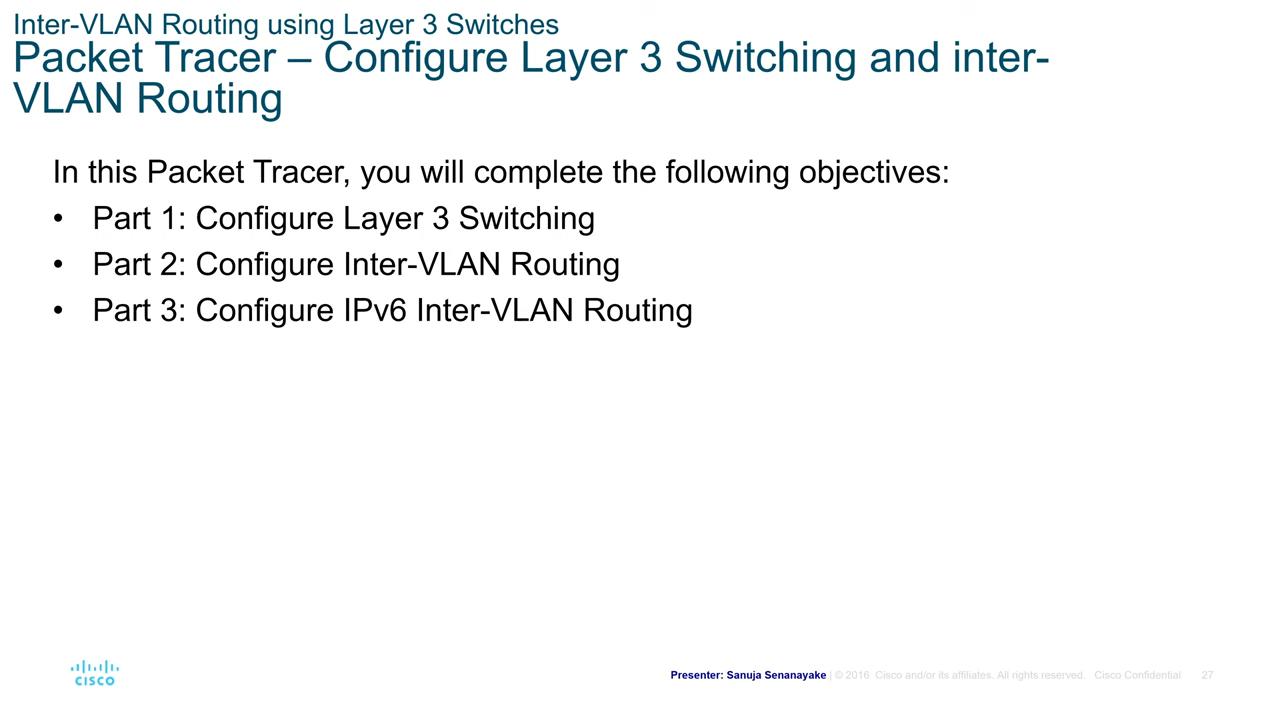 Inter-VLAN Routing using Layer 3 Switches
Packet Tracer – Configure Layer 3 Switching and inter-
VLAN Routing
In this Packet Tracer, you will complete the following objectives:
• Part 1: Configure Layer 3 Switching
• Part 2: Configure Inter-VLAN Routing
• Part 3: Configure IPv6 Inter-VLAN Routing
CISCO
Presenter: Sanuja Senanayake | © 2016 Cisco and/or its affiliates. All rights reserved. Cisco Confidential 27